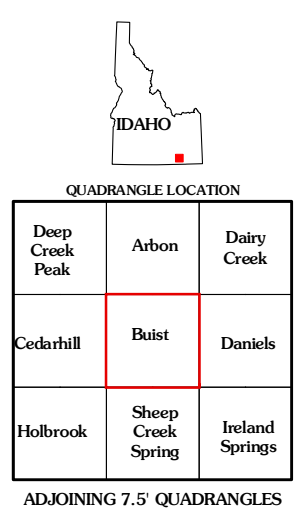 IDAHO
QUADRANGLE LOCATION
Deep
Creek
Peak
Arbon
Dairy
Creek
Cedarhill
Buist
Daniels
Holbrook
Sheep
Creek
Spring
Ireland
Springs
ADJOINING 7.5' QUADRANGLES